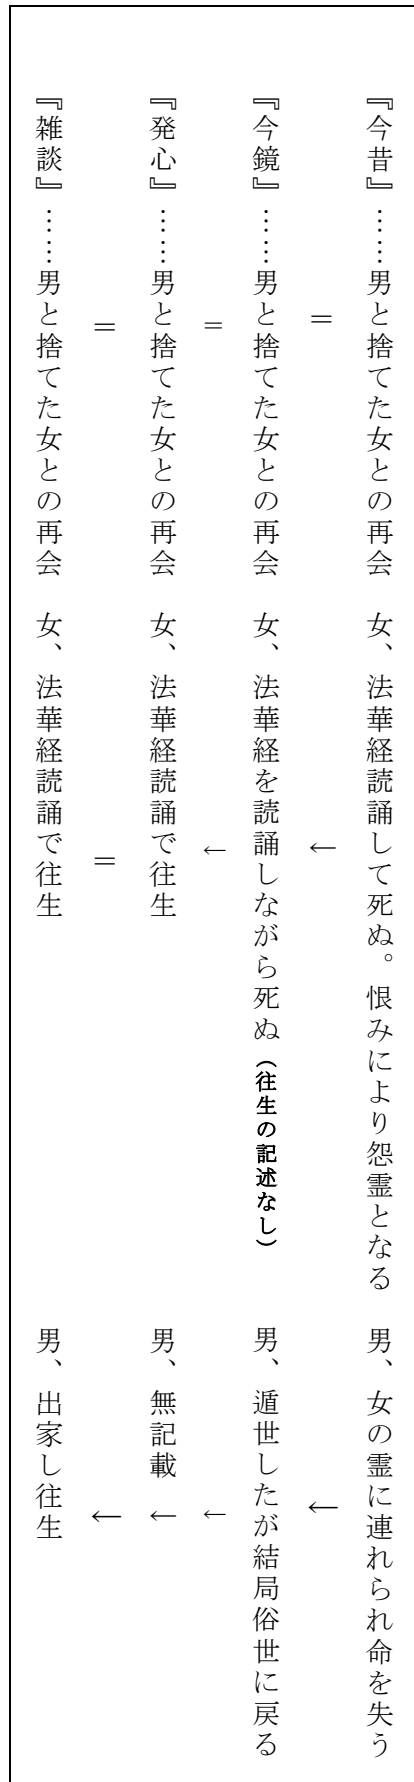 『今昔』……男と捨てた女との再会　女、法華経読誦して死ぬ。恨みにより怨霊となる　男、女の霊に連れられ命を失う
＝　←　←
『今鏡』……男と捨てた女との再会　女、法華経を読誦しながら死ぬ（往生の記述なし）　男、遁世したが結局俗世に戻る
＝　←　←
『発心』……男と捨てた女との再会　女、法華経読誦で往生　男、無記載　←
＝　＝　←
『雑談』……男と捨てた女との再会　女、法華経読誦で往生　男、出家し往生